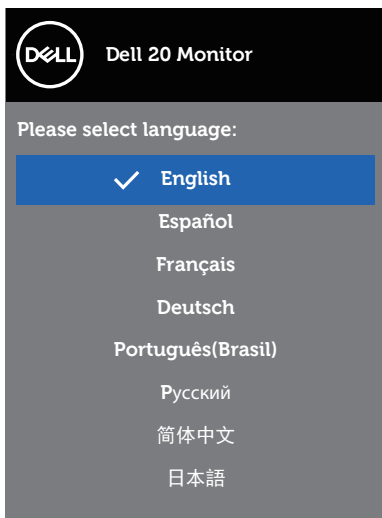 DELL
Dell 20 Monitor
Please select language:
English
Español
Français
Deutsch
Português(Brasil)
Русский
简体中文
日本語